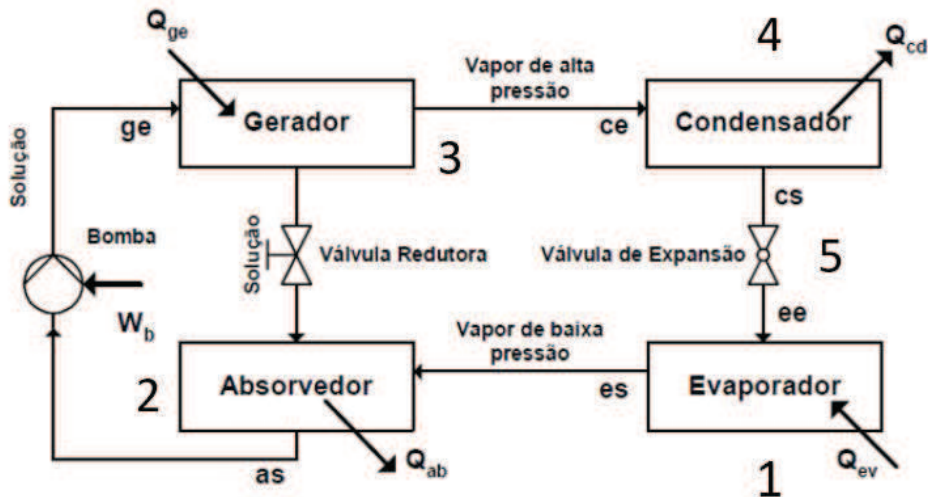 Q_ge
4
Q_cd
Vapor de alta
pressão
Gerador
Condensador
ge
ce
3
cs
Solução
Bomba
Solução
Válvula Redutora
Válvula de Expansão
5
W_b
ee
Vapor de baixa
pressão
2
Absorvedor
es
Evaporador
as
Q_ab
1
Q_ev